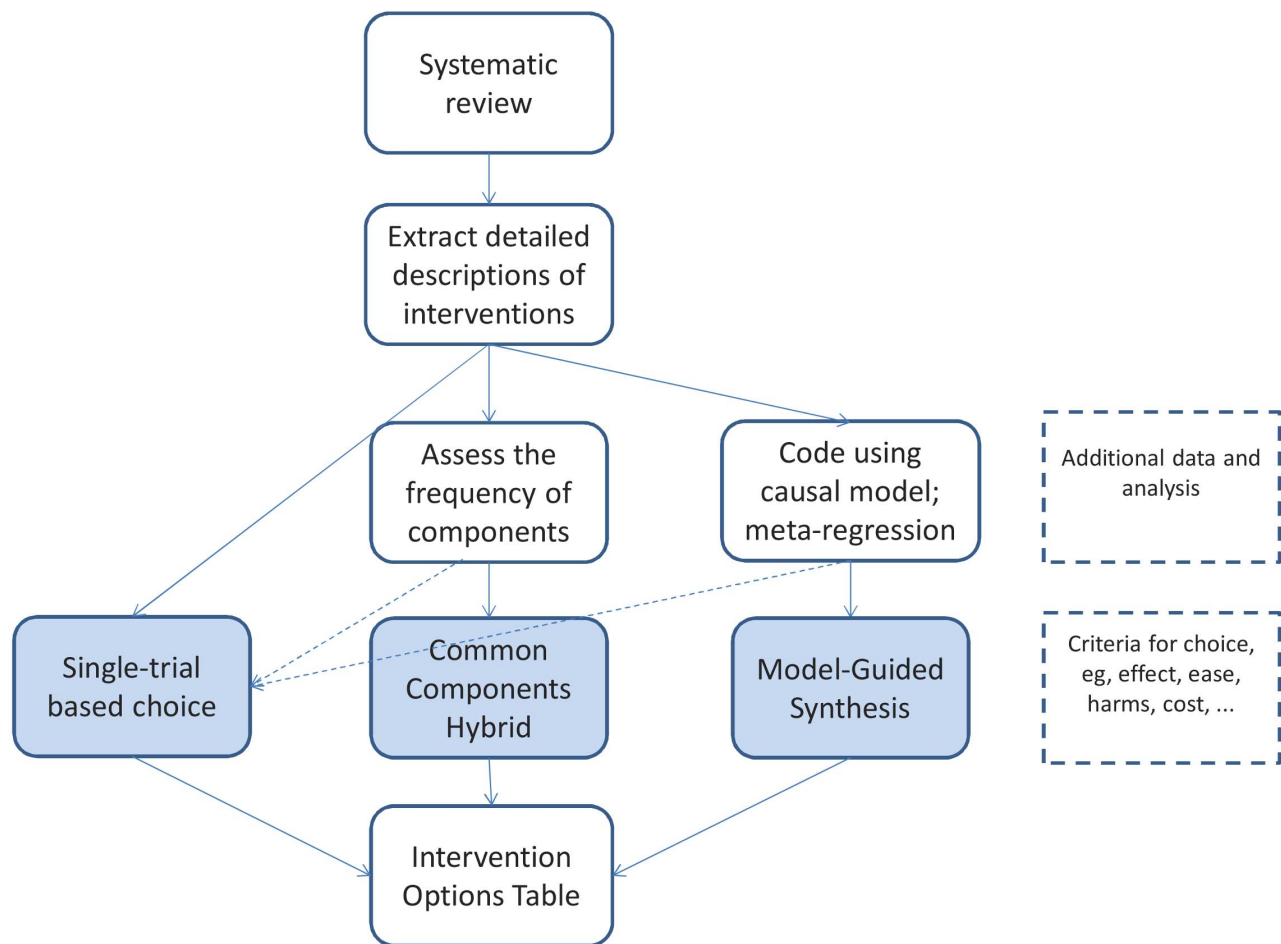 Systematic
review
Extract detailed
descriptions of
interventions
Assess the
frequency of
components
Code using
causal model;
meta-regression
Additional data and
analysis
Single-trial
based choice
Common
Components
Hybrid
Model-Guided
Synthesis
Criteria for choice,
eg, effect, ease,
harms, cost, ...
Intervention
Options Table